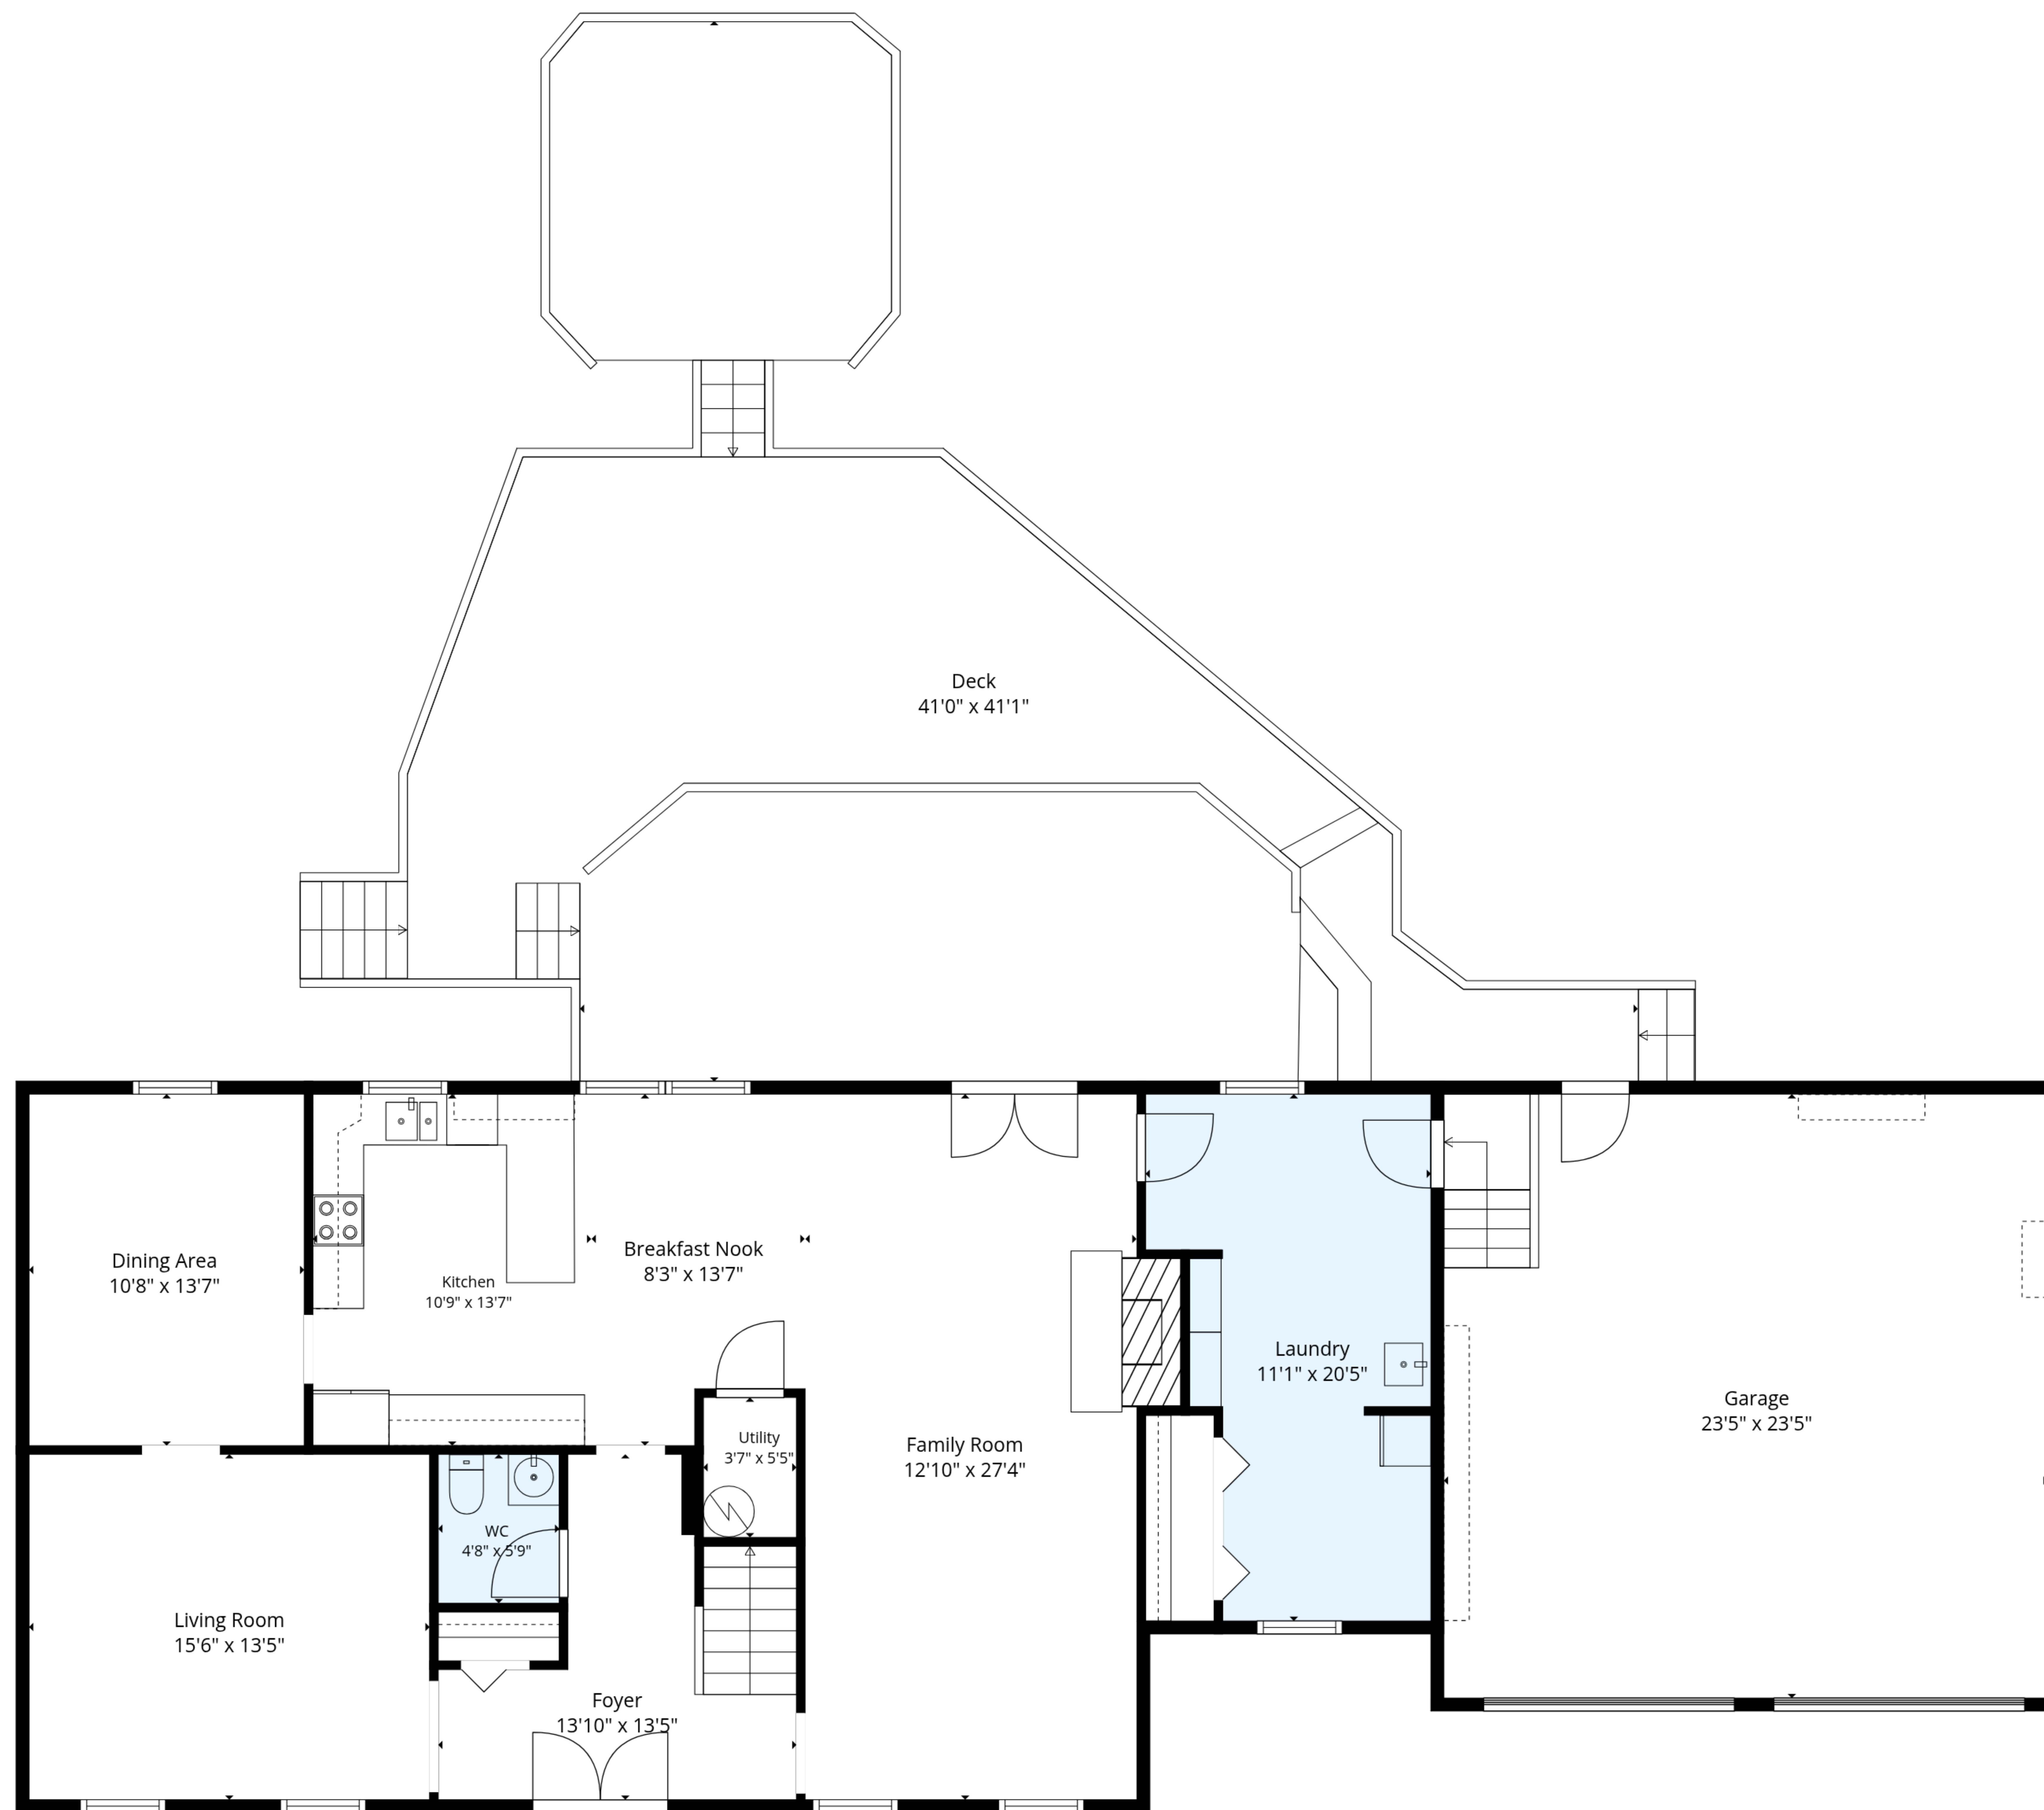 Deck
41'0" x 41'1"
Dining Area
10'8" x 13'7"
Kitchen
10'9" x 13'7"
Breakfast Nook
8'3" x 13'7"
Laundry
11'1" x 20'5"
Garage
23'5" x 23'5"
Utility
3'7" x 5'5"
Family Room
12'10" x 27'4"
WC
4'8" x 5'9"
Living Room
15'6" x 13'5"
Foyer
13'10" x 13'5"